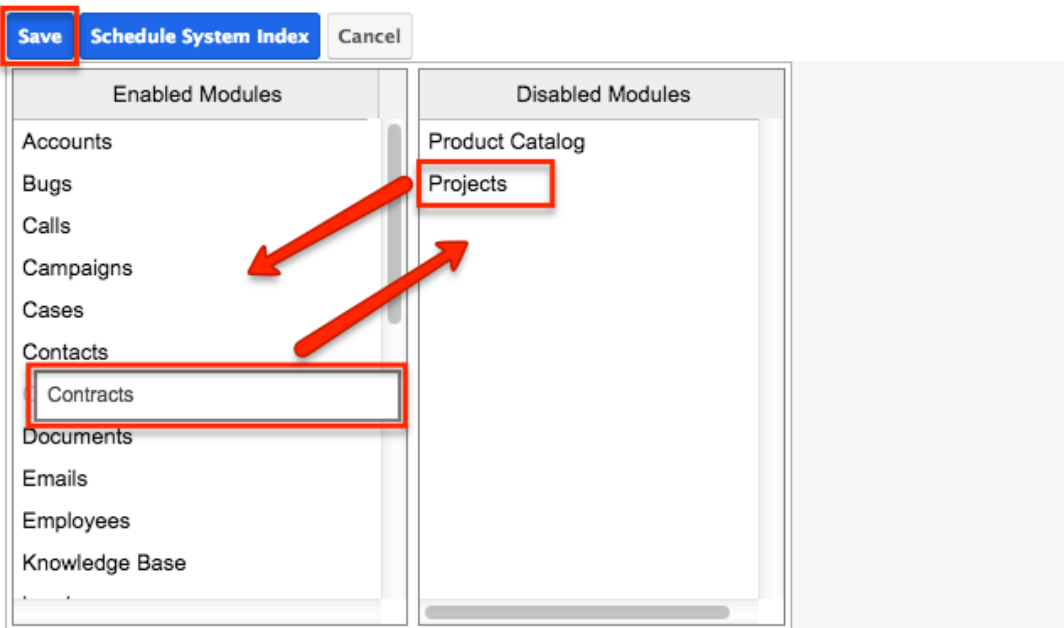 Save Schedule System Index Cancel
Enabled Modules Disabled Modules
Accounts Product Catalog
Bugs Projects
Calls
Campaigns
Cases
Contacts
Contracts
Documents
Emails
Employees
Knowledge Base